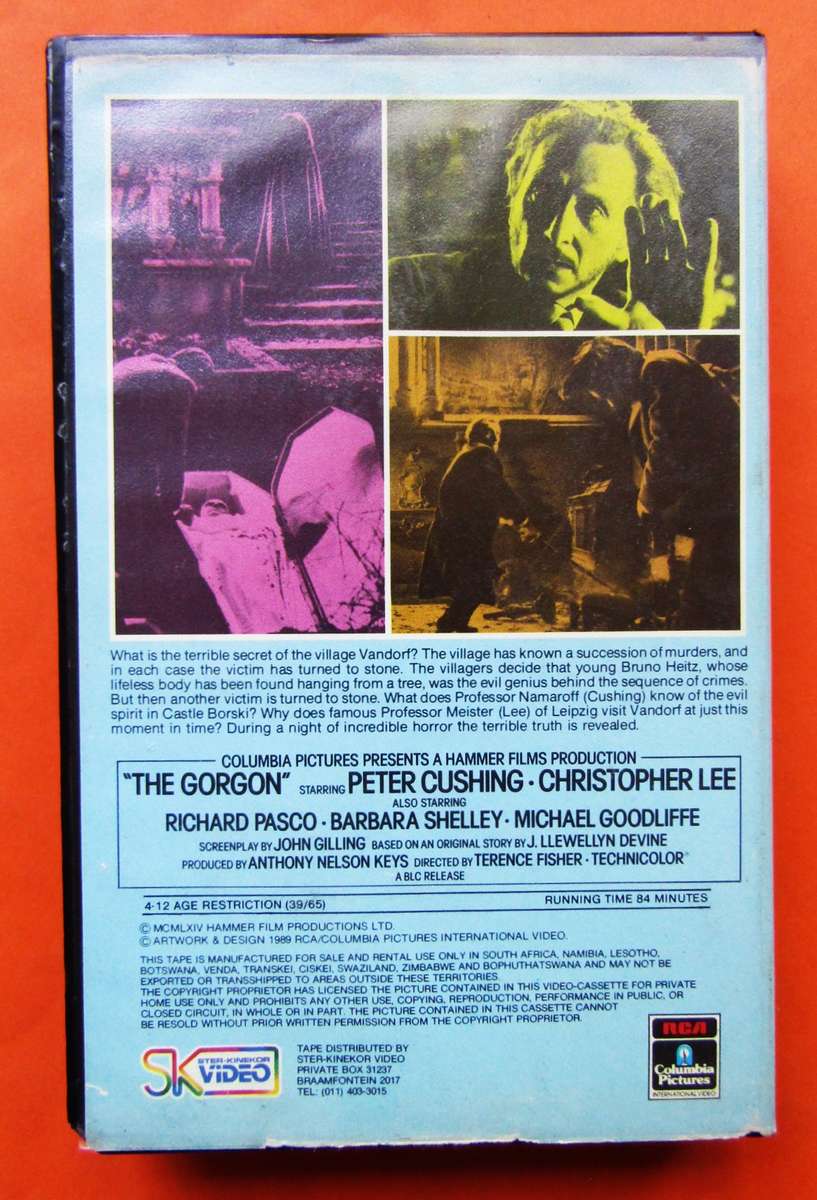 What is the terrible secret of the village Vandorf? The village has known a succession of murders, and
in each case the victim has turned to stone. The villagers decide that young Bruno Heitz, whose
lifeless body has been found hanging from a tree, was the evil genius behind the sequence of crimes.
But then another victim is turned to stone. What does Professor Namaroff (Cushing) know of the evil
spirit in Castle Borski? Why does famous Professor Meister (Lee) of Leipzig visit Vandorf at just this
moment in time? During a night of incredible horror the terrible truth is revealed.
COLUMBIA PICTURES PRESENTS A HAMMER FILMS PRODUCTION
"THE GORGON" STARRING PETER CUSHING · CHRISTOPHER LEE
ALSO STARRING
RICHARD PASCO · BARBARA SHELLEY · MICHAEL GOODLIFFE
SCREENPLAY BY JOHN GILLING BASED ON AN ORIGINAL STORY BY J. LLEWELLYN DEVINE
PRODUCED BY ANTHONY NELSON KEYS DIRECTED BY TERENCE FISHER · TECHNICOLOR®
A BLC RELEASE
4-12 AGE RESTRICTION (39/65) RUNNING TIME 84 MINUTES
© MCMLXIV HAMMER FILM PRODUCTIONS LTD.
© ARTWORK & DESIGN 1989 RCA/COLUMBIA PICTURES INTERNATIONAL VIDEO.
THIS TAPE IS MANUFACTURED FOR SALE AND RENTAL USE ONLY IN SOUTH AFRICA, NAMIBIA, LESOTHO,
BOTSWANA, VENDA, TRANSKEI, CISKEI, SWAZILAND, ZIMBABWE AND BOPHUTHATSWANA AND MAY NOT BE
EXPORTED OR TRANSSHIPPED TO AREAS OUTSIDE THESE TERRITORIES.
THE COPYRIGHT PROPRIETOR HAS LICENSED THE PICTURE CONTAINED IN THIS VIDEO-CASSETTE FOR PRIVATE
HOME USE ONLY AND PROHIBITS ANY OTHER USE, COPYING, REPRODUCTION, PERFORMANCE IN PUBLIC, OR
CLOSED CIRCUIT, IN WHOLE OR IN PART. THE PICTURE CONTAINED IN THIS CASSETTE CANNOT
BE RESOLD WITHOUT PRIOR WRITTEN PERMISSION FROM THE COPYRIGHT PROPRIETOR.
SK STER-KINEKOR
VIDEO
TAPE DISTRIBUTED BY
STER-KINEKOR VIDEO
PRIVATE BOX 31237
BRAAMFONTEIN 2017
TEL: (011) 403-3015
RCA
Columbia
Pictures
INTERNATIONAL VIDEO